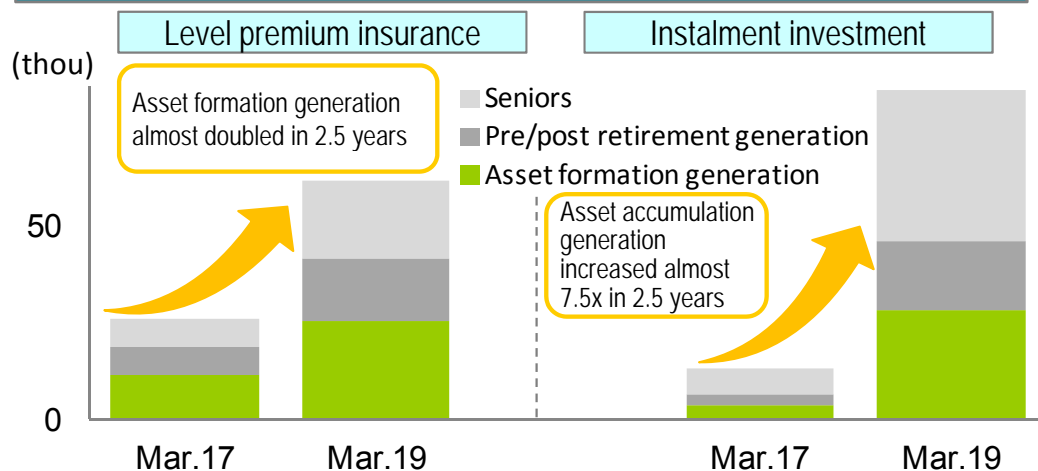 Level premium insurance
Instalment investment
(thou)
Asset formation generation
almost doubled in 2.5 years
Seniors
Pre/post retirement generation
Asset formation generation
Asset accumulation
generation
increased almost
7.5x in 2.5 years
50
0
Mar.17
Mar.19
Mar.17
Mar.19